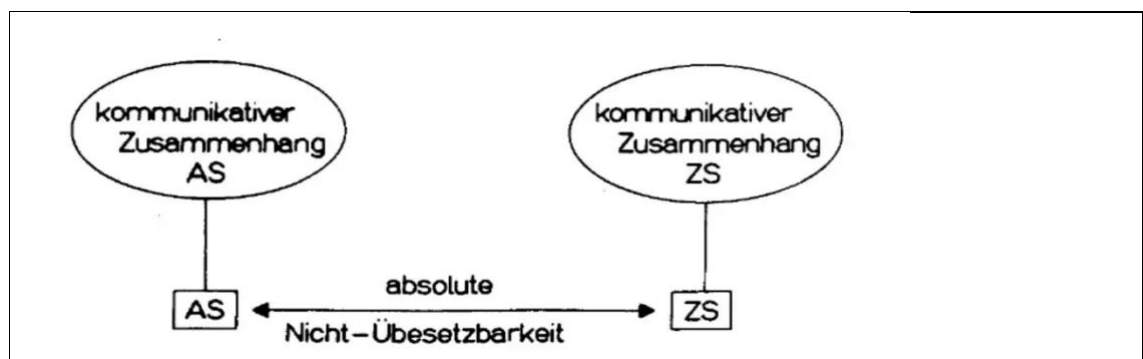 kommunikativer
Zusammenhang
AS
kommunikativer
Zusammenhang
ZS
absolute
AS
ZS
Nicht-Übesetzbarkeit